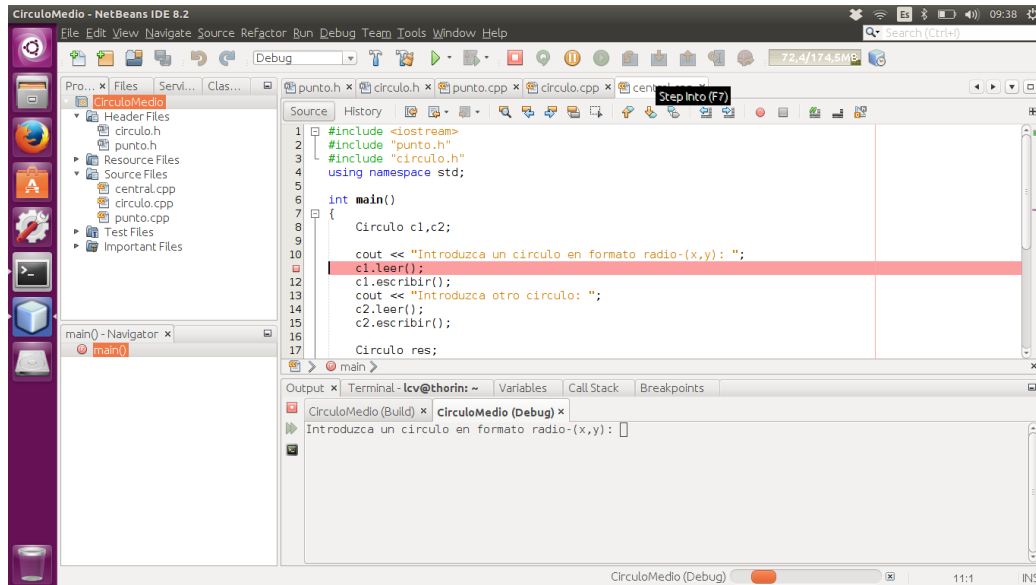 CirculoMedio - NetBeans IDE 8.2
Es
09:38
File Edit View Navigate Source Refactor Run Debug Team Tools Window Help
Search (Ctrl+I)
Debug
72,4/174,5MB
Pro... Files Servi... Clas...
punto.h circulo.h punto.cpp circulo.cpp
Step Into (F7)
Source History
CirculoMedio
Header Files
circulo.h
punto.h
Resource Files
Source Files
central.cpp
circulo.cpp
punto.cpp
Test Files
Important Files
1 #include <iostream>
2 #include "punto.h"
3 #include "circulo.h"
4 using namespace std;
5
6 int main()
7 {
8 Circulo c1,c2;
9
10 cout << "Introduzca un circulo en formato radio-(x,y): ";
c1.leer();
12 c1.escribir();
13 cout << "Introduzca otro circulo: ";
14 c2.leer();
15 c2.escribir();
16
17 Circulo res;
main
main() - Navigator
main()
Output Terminal - lcv@thorin: ~ Variables Call Stack Breakpoints
CirculoMedio (Build) CirculoMedio (Debug)
Introduzca un circulo en formato radio-(x,y):
CirculoMedio (Debug)
11:1